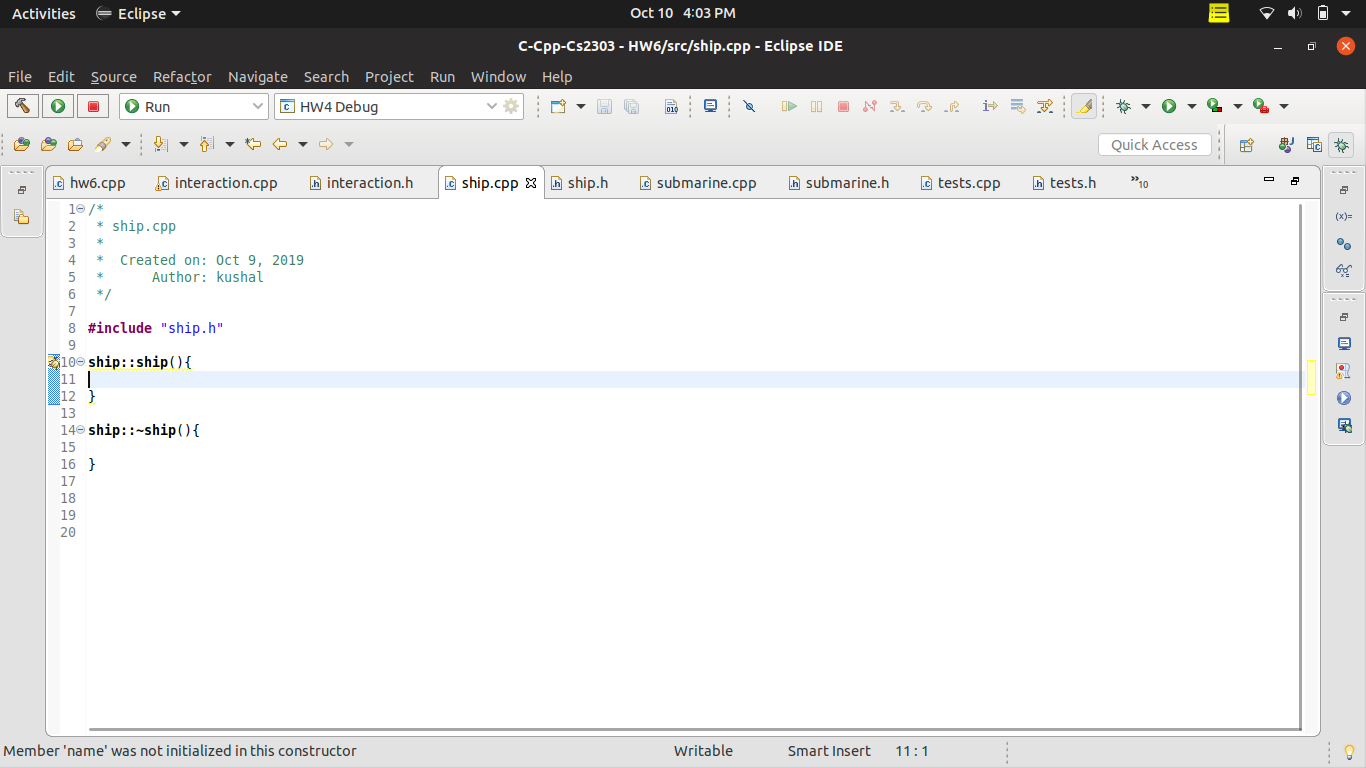 Activities Eclipse Oct 10 4:03 PM
C-Cpp-Cs2303 - HW6/src/ship.cpp - Eclipse IDE
File Edit Source Refactor Navigate Search Project Run Window Help
Run HW4 Debug 010
Quick Access
hw6.cpp interaction.cpp interaction.h ship.cpp ship.h submarine.cpp submarine.h tests.cpp tests.h »10
1 /*
2 * ship.cpp
3 *
4 * Created on: Oct 9, 2019
5 * Author: kushal
6 */
7
8 #include "ship.h"
9
10 ship::ship(){
11
12 }
13
14 ship::~ship(){
15
16 }
17
18
19
20
(x)=
Member 'name' was not initialized in this constructor Writable Smart Insert 11 : 1